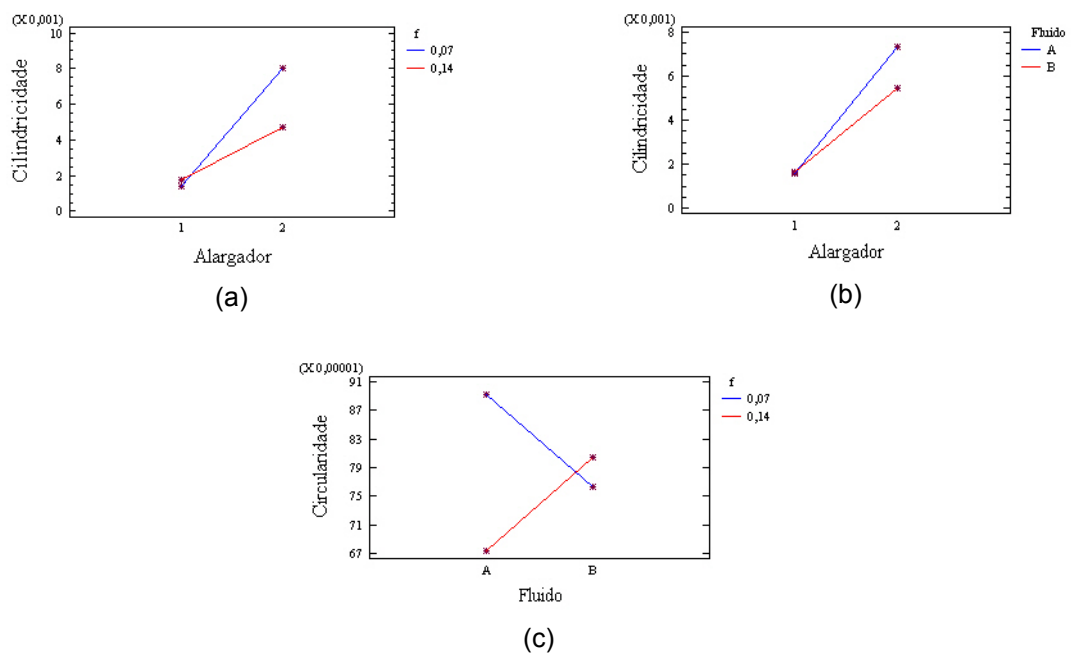 (X 0,001)
10
8
6
4
2
0
Cilindricidade
1 2
Alargador
f
0,07
0,14
(a)
(X 0,001)
8
6
4
2
0
Cilindricidade
1 2
Alargador
Fluido
A
B
(b)
(X 0,00001)
91
87
83
79
75
71
67
Circularidade
A B
Fluido
f
0,07
0,14
(c)